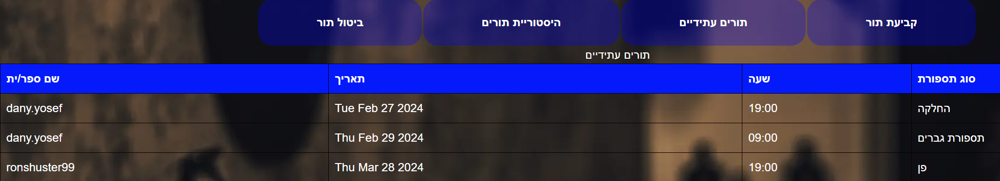 קביעת תור תורים עתידיים היסטוריית תורים ביטול תור
תורים עתידיים
שם ספר/ית תאריך שעה סוג תספורת
dany.yosef Tue Feb 27 2024 19:00 החלקה
dany.yosef Thu Feb 29 2024 09:00 תספורת גברים
ronshuster99 Thu Mar 28 2024 19:00 פן